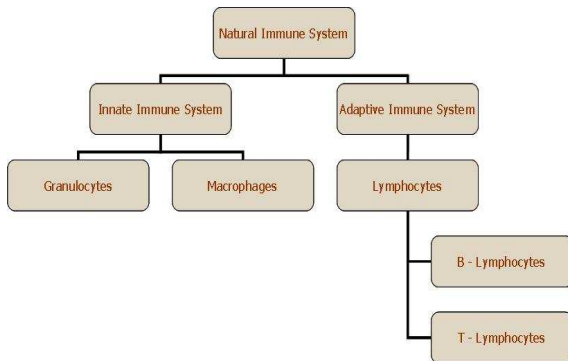 Natural Immune System
Innate Immune System
Adaptive Immune System
Granulocytes
Macrophages
Lymphocytes
B - Lymphocytes
T - Lymphocytes